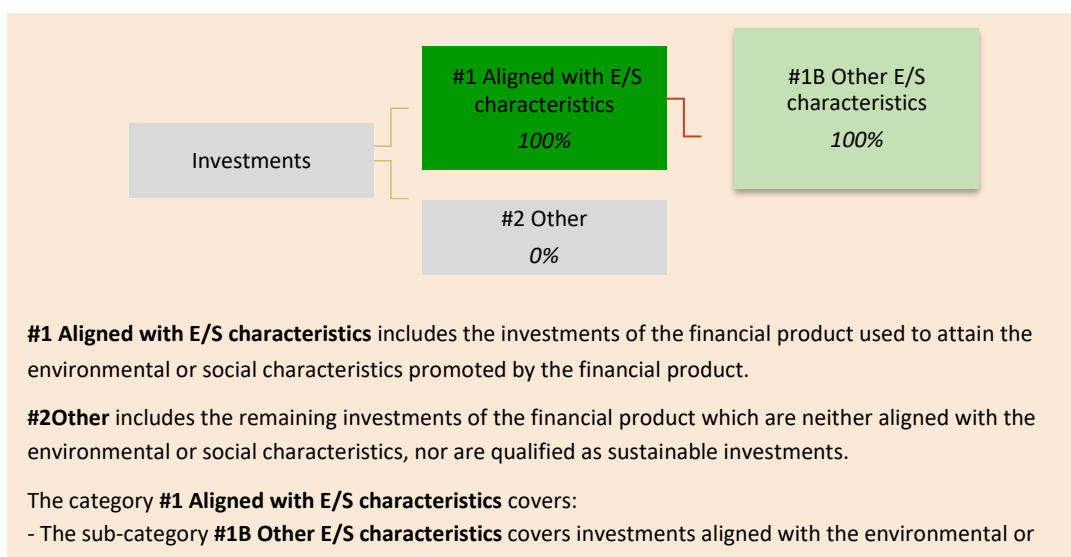 #1 Aligned with E/S
characteristics
100%
#1B Other E/S
characteristics
100%
Investments
#2 Other
0%
#1 Aligned with E/S characteristics includes the investments of the financial product used to attain the
environmental or social characteristics promoted by the financial product.
#2Other includes the remaining investments of the financial product which are neither aligned with the
environmental or social characteristics, nor are qualified as sustainable investments.
The category #1 Aligned with E/S characteristics covers:
- The sub-category #1B Other E/S characteristics covers investments aligned with the environmental or